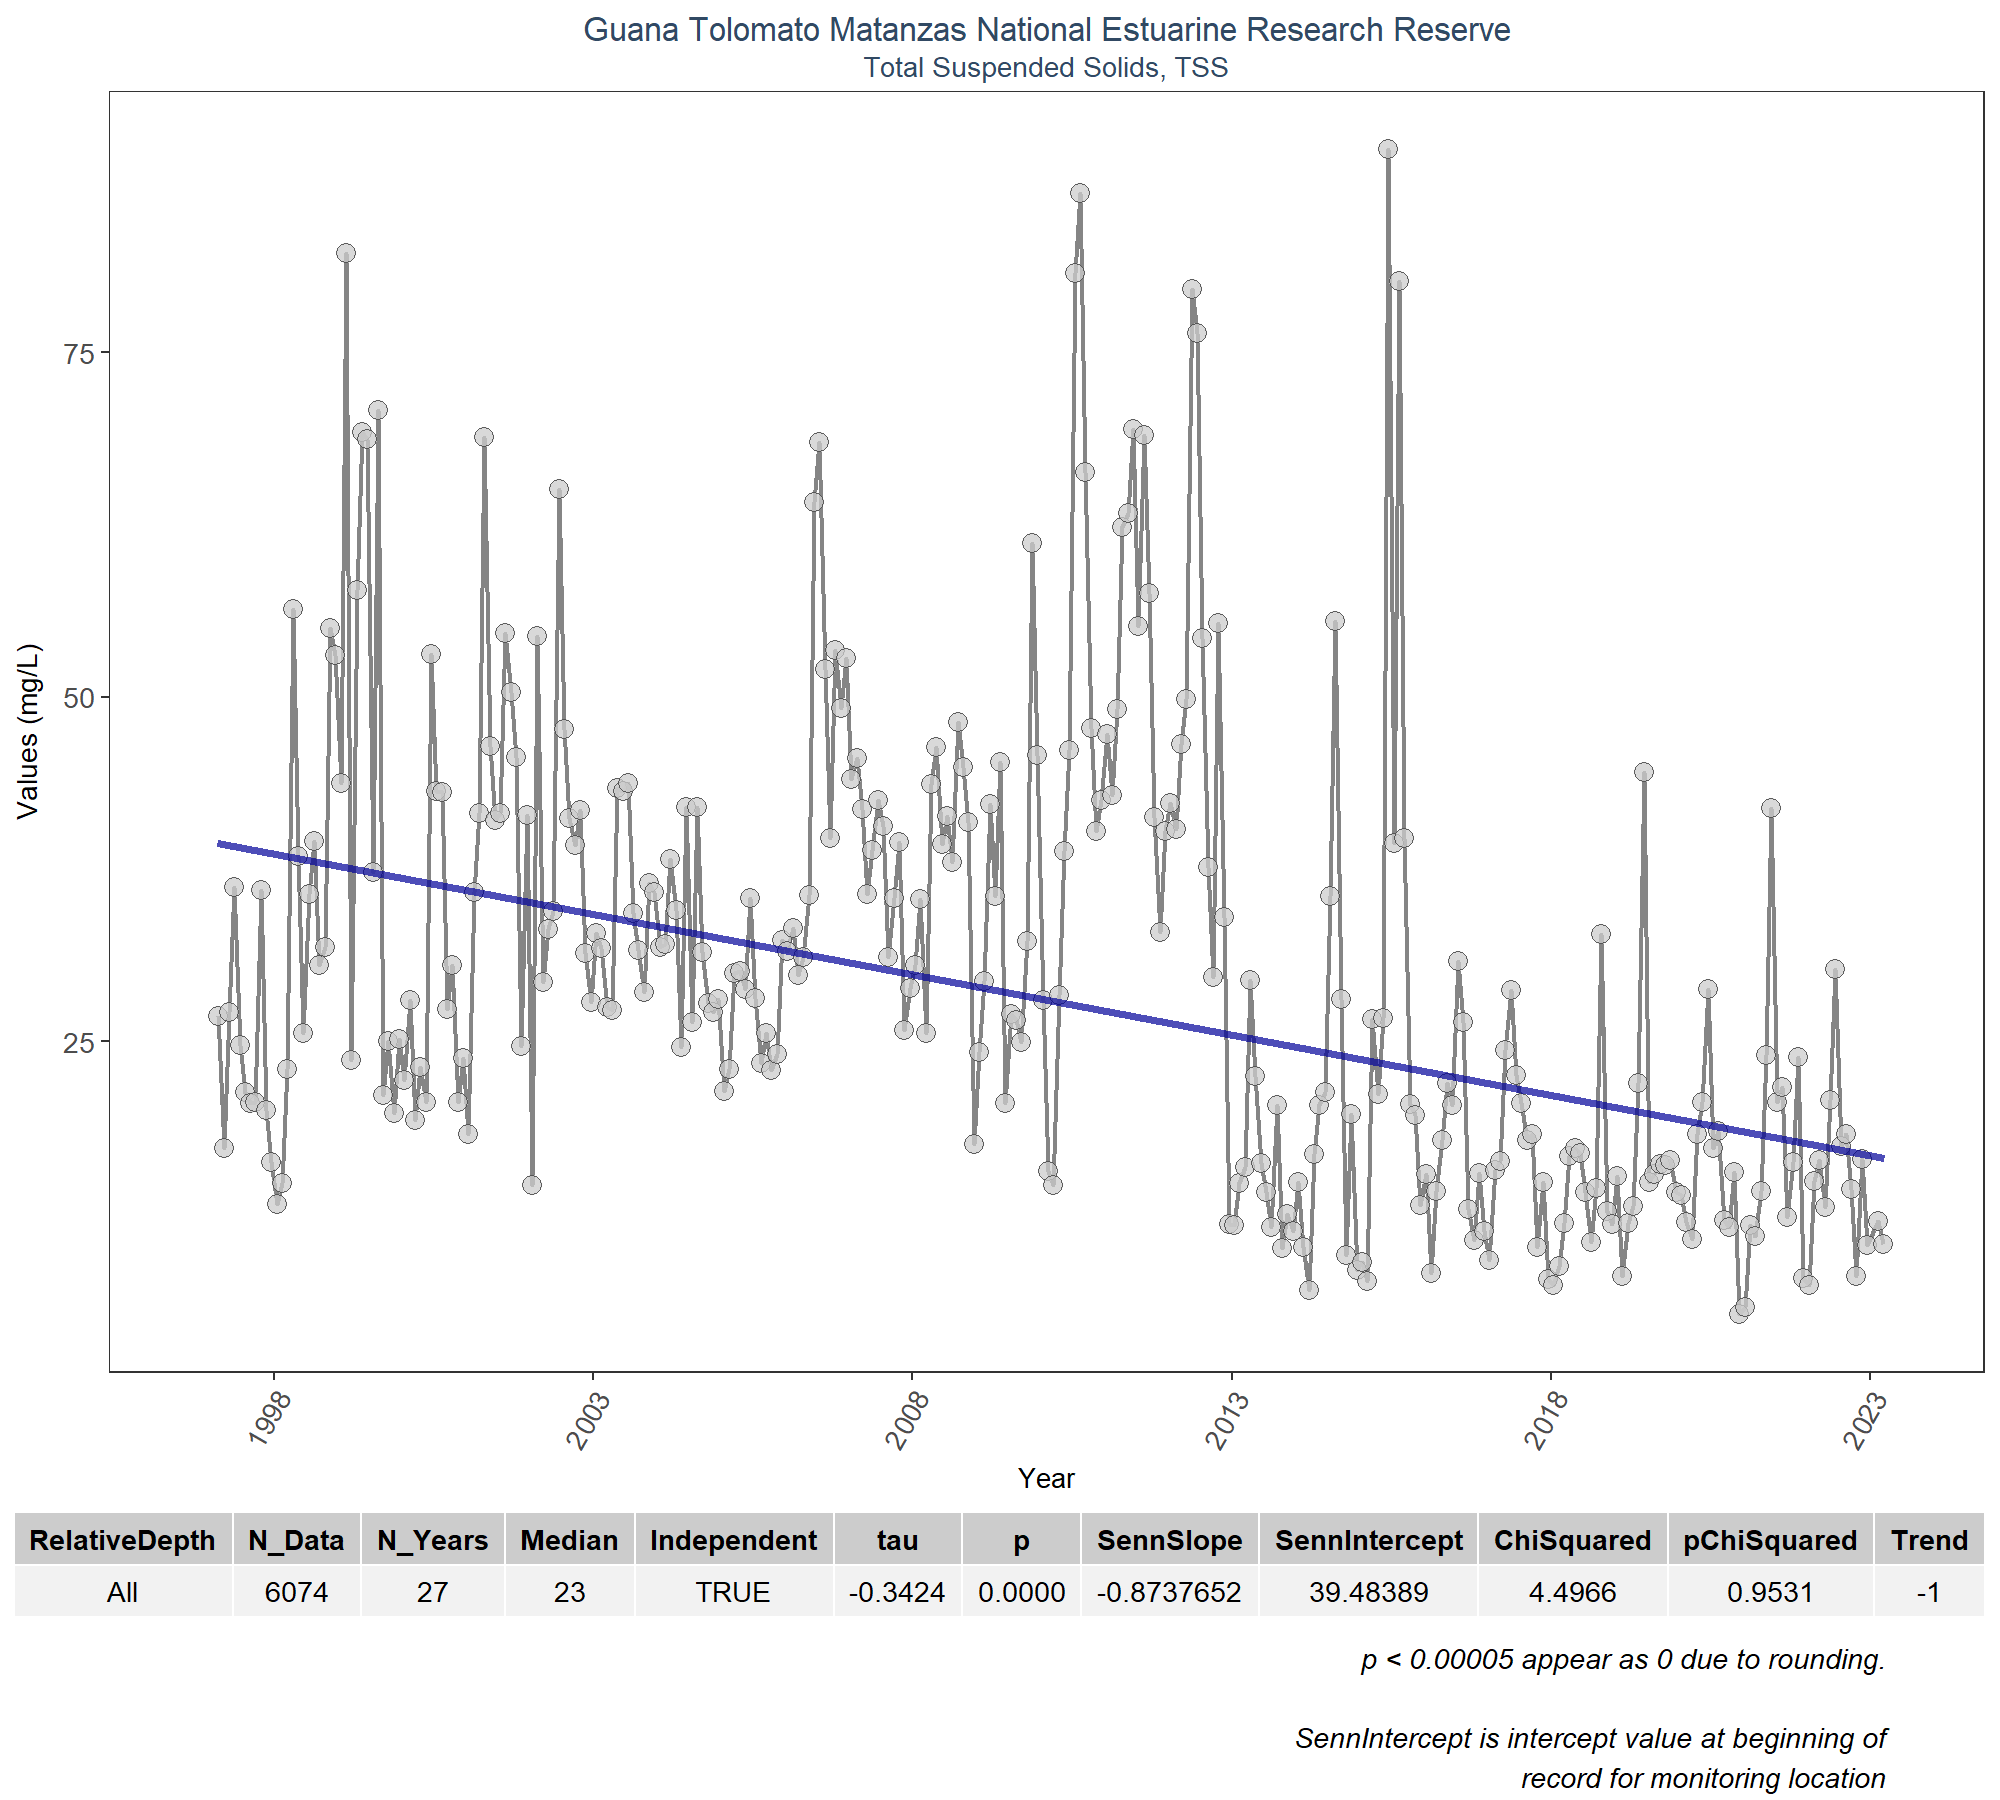 Guana Tolomato Matanzas National Estuarine Research Reserve
Total Suspended Solids, TSS
Values (mg/L)
75
50
25
1998
2003
2008
2013
2018
2023
Year
RelativeDepth N_Data N_Years Median Independent tau p SennSlope SennIntercept ChiSquared pChiSquared Trend
All 6074 27 23 TRUE -0.3424 0.0000 -0.8737652 39.48389 4.4966 0.9531 -1
p < 0.00005 appear as 0 due to rounding.
SennIntercept is intercept value at beginning of
record for monitoring location